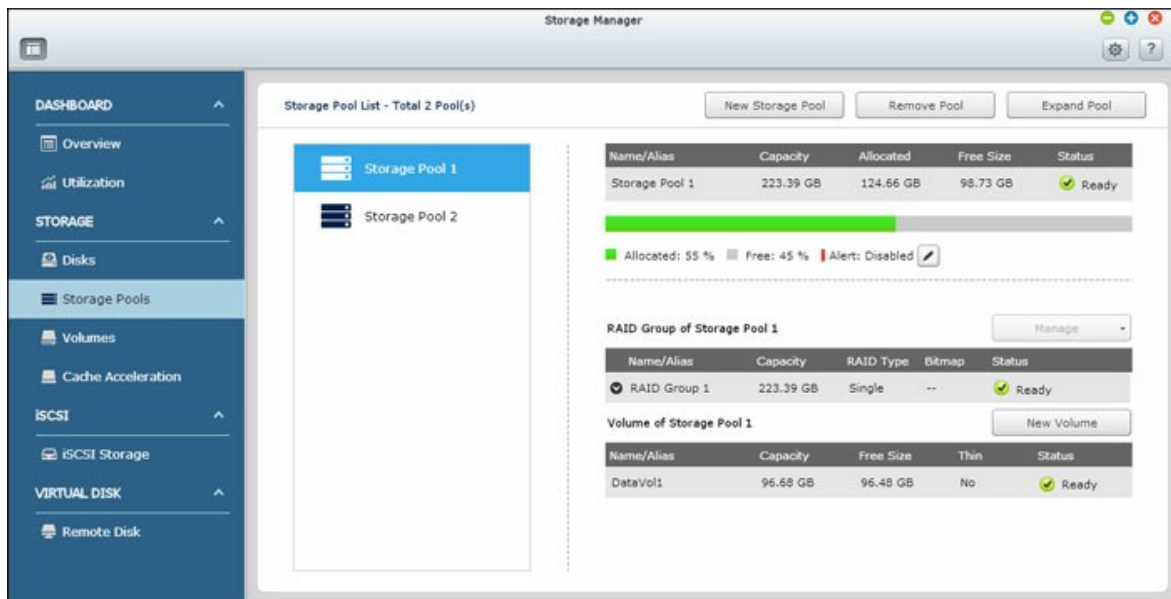 Storage Manager
?
DASHBOARD
Overview
Utilization
STORAGE
Disks
Storage Pools
Volumes
Cache Acceleration
iSCSI
iSCSI Storage
VIRTUAL DISK
Remote Disk
Storage Pool List - Total 2 Pool(s)
New Storage Pool Remove Pool Expand Pool
Storage Pool 1
Storage Pool 2
Name/Alias Capacity Allocated Free Size Status
Storage Pool 1 223.39 GB 124.66 GB 98.73 GB Ready
Allocated: 55 % Free: 45 % Alert: Disabled
RAID Group of Storage Pool 1 Manage
Name/Alias Capacity RAID Type Bitmap Status
RAID Group 1 223.39 GB Single -- Ready
Volume of Storage Pool 1 New Volume
Name/Alias Capacity Free Size Thin Status
DataVol1 96.68 GB 96.48 GB No Ready